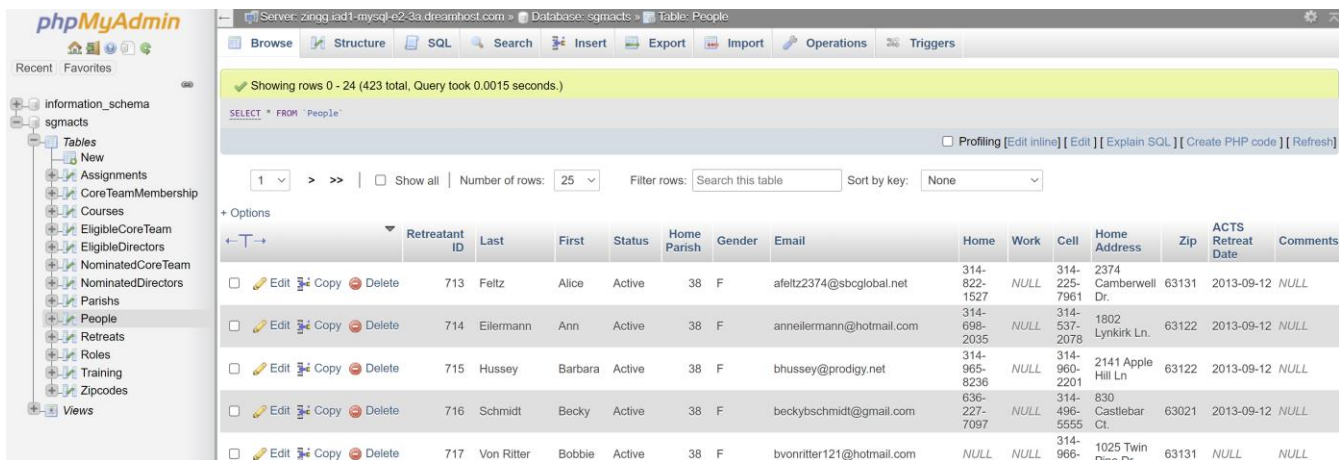 phpMyAdmin
Server: zingg.iad1-mysql-e2-3a.dreamhost.com » Database: sgmacts » Table: People
Browse Structure SQL Search Insert Export Import Operations Triggers
Recent Favorites
information_schema
sgmacts
Tables
New
Assignments
CoreTeamMembership
Courses
EligibleCoreTeam
EligibleDirectors
NominatedCoreTeam
NominatedDirectors
Parishs
People
Retreats
Roles
Training
Zipcodes
Views
Showing rows 0 - 24 (423 total, Query took 0.0015 seconds.)
SELECT * FROM `People`
Profiling [Edit inline] [ Edit ] [ Explain SQL ] [ Create PHP code ] [ Refresh]
1 > >> | Show all | Number of rows: 25 Filter rows: Search this table Sort by key: None
+ Options
←T→ Retreatant ID Last First Status Home Parish Gender Email Home Work Cell Home Address Zip ACTS Retreat Date Comments
Edit Copy Delete 713 Feltz Alice Active 38 F afeltz2374@sbcglobal.net 314-822-1527 NULL 314-225-7961 2374 Camberwell Dr. 63131 2013-09-12 NULL
Edit Copy Delete 714 Eilermann Ann Active 38 F anneilermann@hotmail.com 314-698-2035 NULL 314-537-2078 1802 Lynkirk Ln. 63122 2013-09-12 NULL
Edit Copy Delete 715 Hussey Barbara Active 38 F bhussey@prodigy.net 314-965-8236 NULL 314-960-2201 2141 Apple Hill Ln 63122 2013-09-12 NULL
Edit Copy Delete 716 Schmidt Becky Active 38 F beckybschmidt@gmail.com 636-227-7097 NULL 314-496-5555 830 Castlebar Ct. 63021 2013-09-12 NULL
Edit Copy Delete 717 Von Ritter Bobbie Active 38 F bvonritter121@hotmail.com NULL NULL 314-966- 1025 Twin 63131 NULL NULL